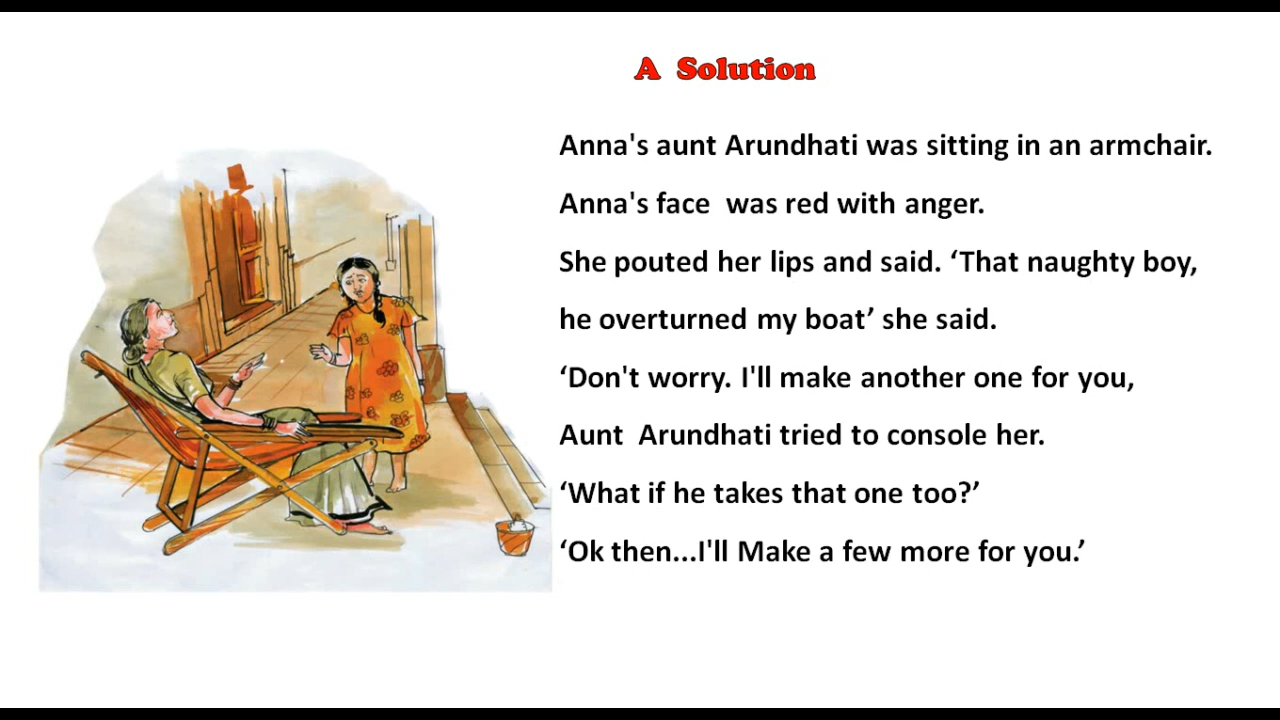 A Solution
Anna's aunt Arundhati was sitting in an armchair.
Anna's face was red with anger.
She pouted her lips and said. ‘That naughty boy,
he overturned my boat’ she said.
‘Don't worry. I'll make another one for you,
Aunt Arundhati tried to console her.
‘What if he takes that one too?’
‘Ok then...I'll Make a few more for you.’